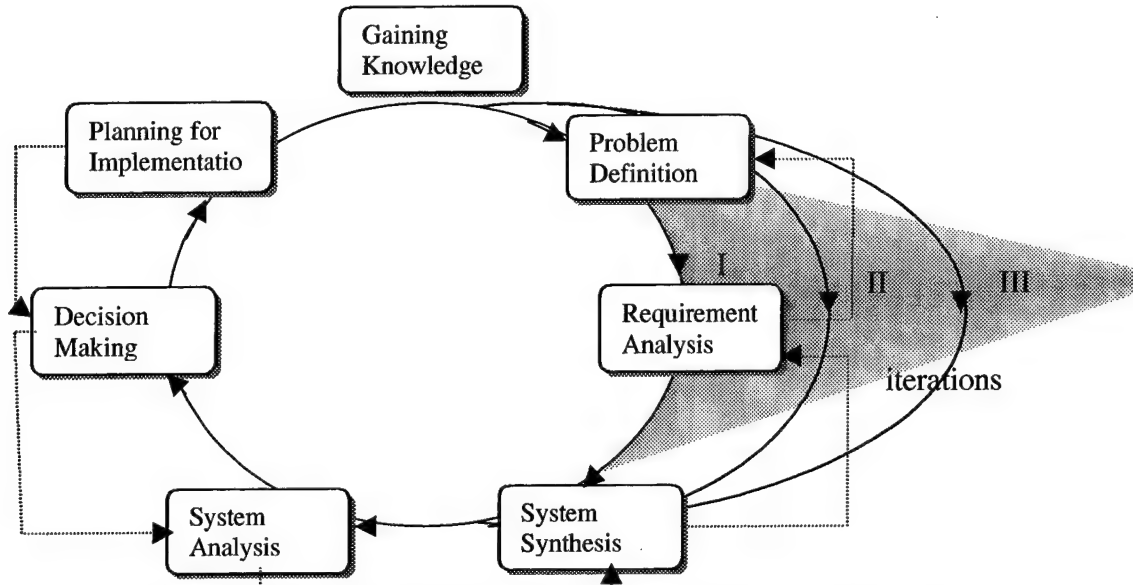 Gaining
Knowledge
Planning for
Implementatio
Problem
Definition
I
II
III
Decision
Making
Requirement
Analysis
iterations
System
Analysis
System
Synthesis